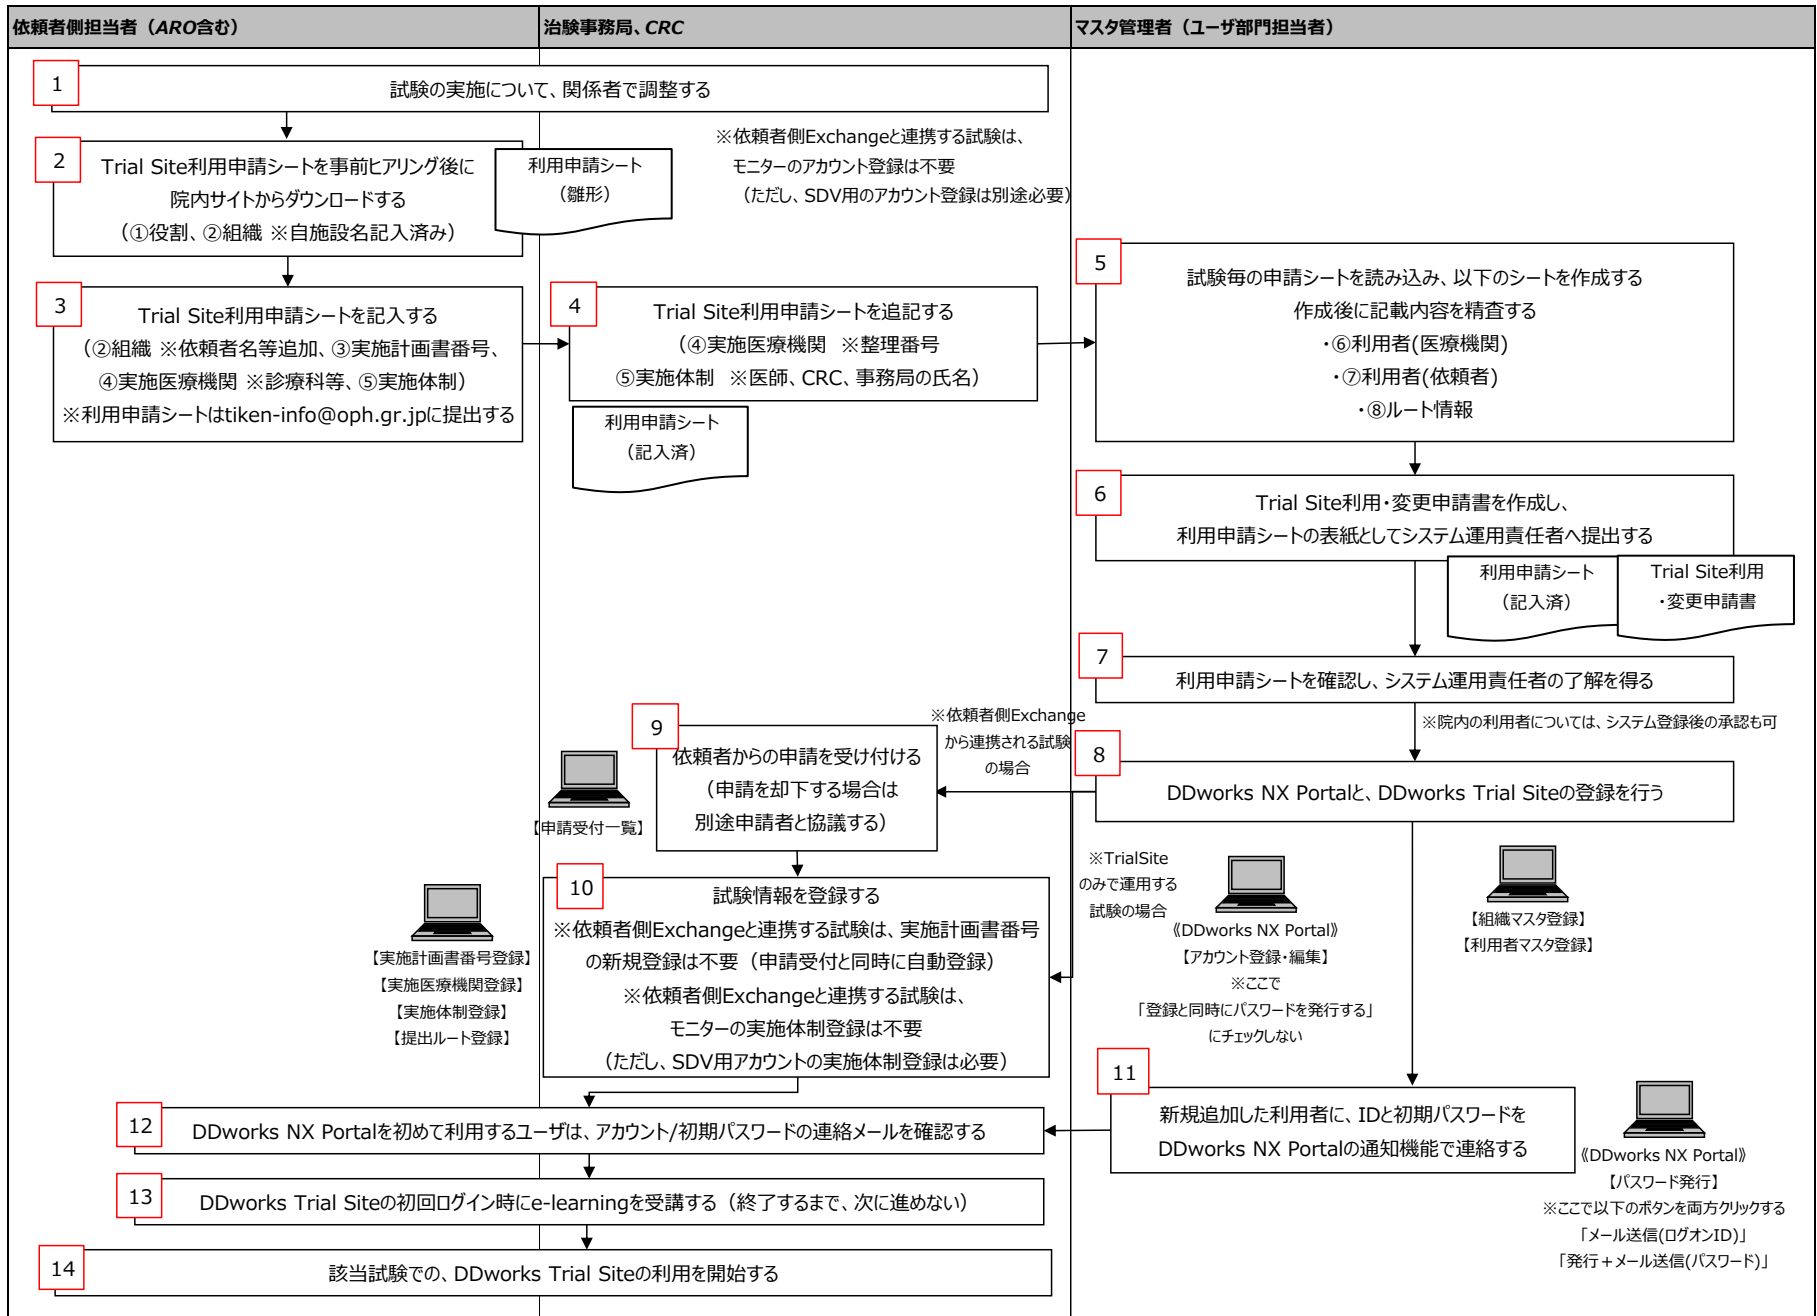 依頼者側担当者（ARO含む）
治験事務局、CRC
マスタ管理者（ユーザ部門担当者）
1
試験の実施について、関係者で調整する
2
Trial Site利用申請シートを事前ヒアリング後に
院内サイトからダウンロードする
（①役割、②組織 ※自施設名記入済み）
利用申請シート
（雛形）
※依頼者側Exchangeと連携する試験は、
モニターのアカウント登録は不要
（ただし、SDV用のアカウント登録は別途必要）
3
Trial Site利用申請シートを記入する
（②組織 ※依頼者名等追加、③実施計画書番号、
④実施医療機関 ※診療科等、⑤実施体制）
※利用申請シートはtiken-info@oph.gr.jpに提出する
4
Trial Site利用申請シートを追記する
（④実施医療機関 ※整理番号
⑤実施体制 ※医師、CRC、事務局の氏名）
利用申請シート
（記入済）
5
試験毎の申請シートを読み込み、以下のシートを作成する
作成後に記載内容を精査する
・⑥利用者(医療機関)
・⑦利用者(依頼者)
・⑧ルート情報
6
Trial Site利用・変更申請書を作成し、
利用申請シートの表紙としてシステム運用責任者へ提出する
利用申請シート
（記入済）
Trial Site利用
・変更申請書
7
利用申請シートを確認し、システム運用責任者の了解を得る
※院内の利用者については、システム登録後の承認も可
8
DDworks NX Portalと、DDworks Trial Siteの登録を行う
※依頼者側Exchange
から連携される試験
の場合
9
依頼者からの申請を受け付ける
（申請を却下する場合は
別途申請者と協議する）
【申請受付一覧】
※TrialSite
のみで運用する
試験の場合
《DDworks NX Portal》
【アカウント登録・編集】
※ここで
「登録と同時にパスワードを発行する」
にチェックしない
【組織マスタ登録】
【利用者マスタ登録】
10
試験情報を登録する
※依頼者側Exchangeと連携する試験は、実施計画書番号
の新規登録は不要（申請受付と同時に自動登録）
※依頼者側Exchangeと連携する試験は、
モニターの実施体制登録は不要
（ただし、SDV用アカウントの実施体制登録は必要）
【実施計画書番号登録】
【実施医療機関登録】
【実施体制登録】
【提出ルート登録】
11
新規追加した利用者に、IDと初期パスワードを
DDworks NX Portalの通知機能で連絡する
《DDworks NX Portal》
【パスワード発行】
※ここで以下のボタンを両方クリックする
「メール送信(ログオンID)」
「発行＋メール送信(パスワード)」
12
DDworks NX Portalを初めて利用するユーザは、アカウント/初期パスワードの連絡メールを確認する
13
DDworks Trial Siteの初回ログイン時にe-learningを受講する（終了するまで、次に進めない）
14
該当試験での、DDworks Trial Siteの利用を開始する